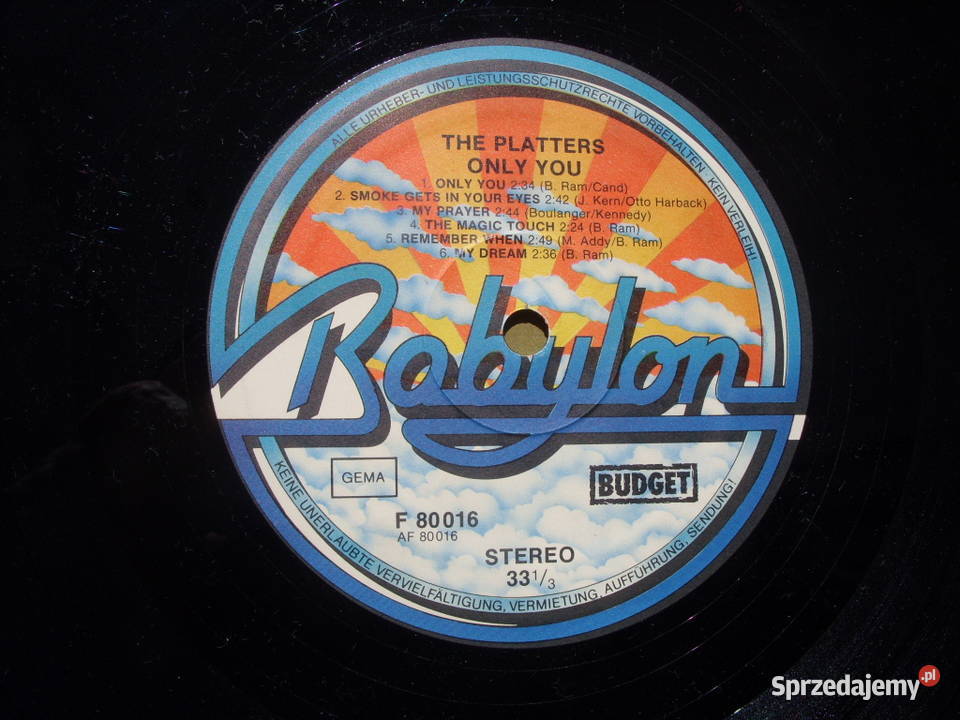 ALLE URHEBER- UND LEISTUNGSSCHUTZRECHTE VORBEHALTEN · KEIN VERLEIH!
THE PLATTERS
ONLY YOU
1. ONLY YOU 2:34 (B. Ram/Cand)
2. SMOKE GETS IN YOUR EYES 2:42 (J. Kern/Otto Harback)
3. MY PRAYER 2:44 (Boulanger/Kennedy)
4. THE MAGIC TOUCH 2:24 (B. Ram)
5. REMEMBER WHEN 2:49 (M. Addy/B. Ram)
6. MY DREAM 2:36 (B. Ram)
Babylon
GEMA
BUDGET
F 80016
AF 80016
STEREO
33 1/3
KEINE UNERLAUBTE VERVIELFÄLTIGUNG, VERMIETUNG, AUFFÜHRUNG, SENDUNG!
Sprzedajemy.pl